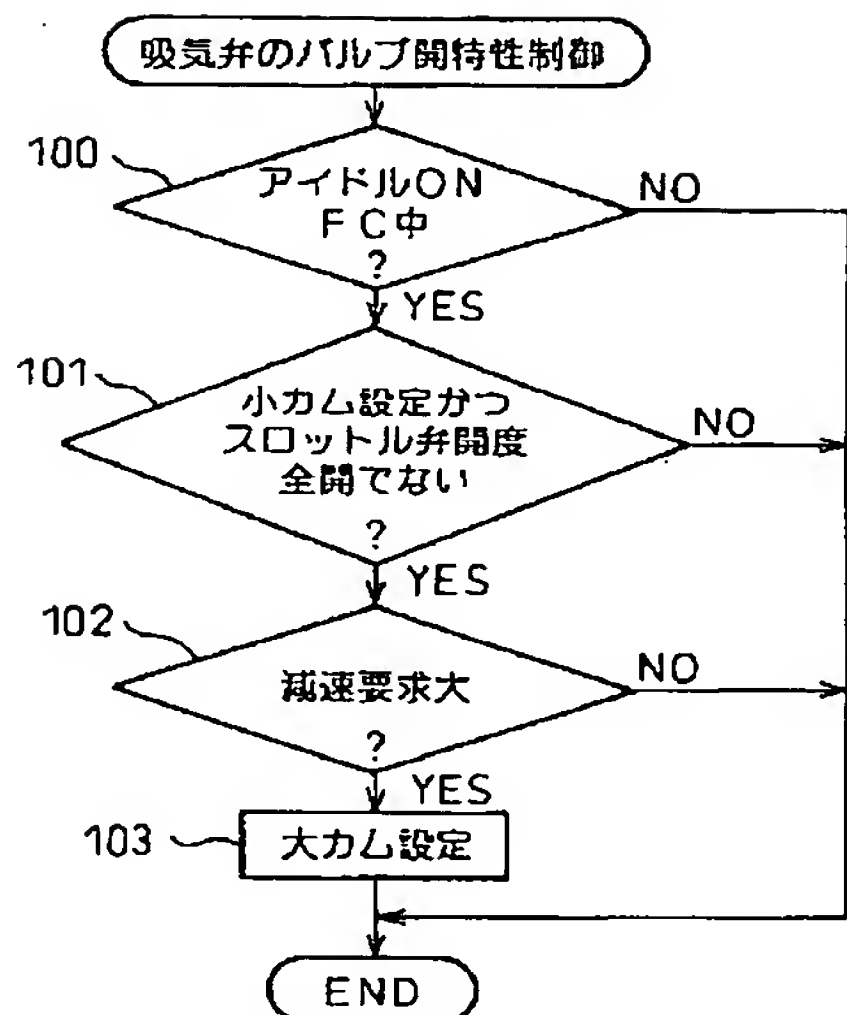 吸気弁のバルブ開特性制御
100
アイドルON
FC中
?
NO
YES
101
小カム設定かつ
スロットル弁開度
全開でない
?
NO
YES
102
減速要求大
?
NO
YES
103
大カム設定
END